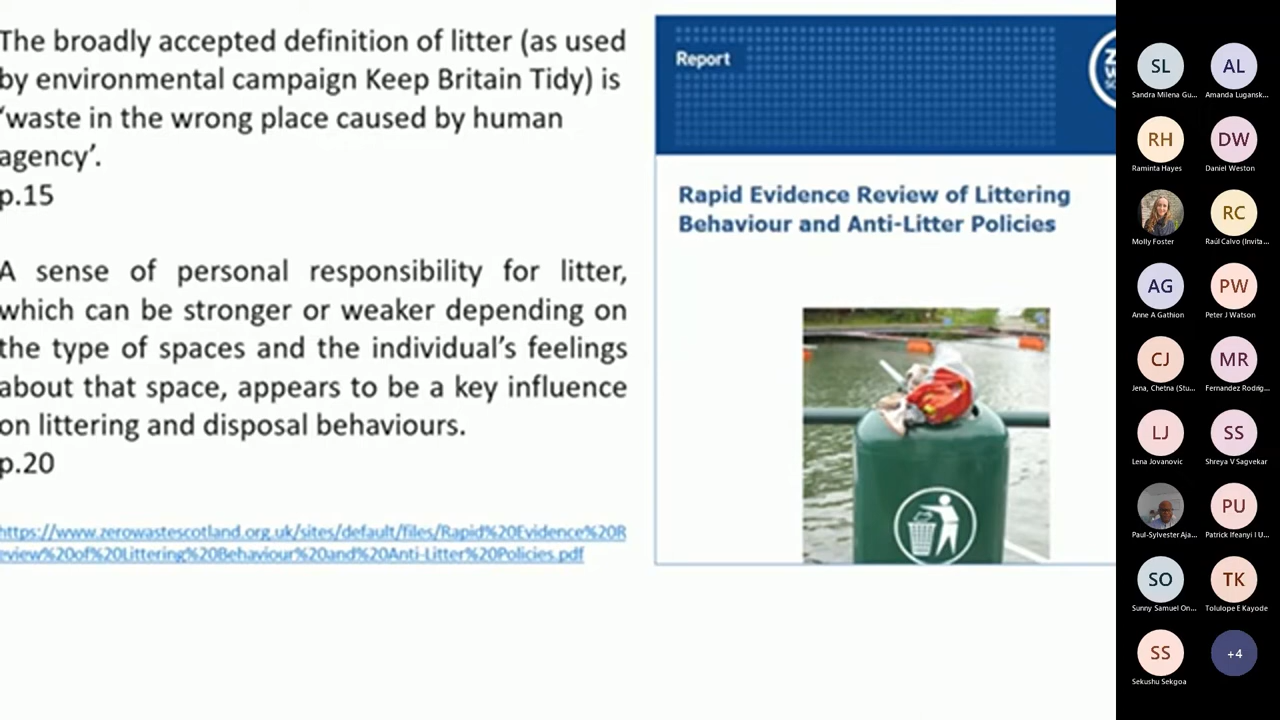 The broadly accepted definition of litter (as used
by environmental campaign Keep Britain Tidy) is
‘waste in the wrong place caused by human
agency’.
p.15
A sense of personal responsibility for litter,
which can be stronger or weaker depending on
the type of spaces and the individual’s feelings
about that space, appears to be a key influence
on littering and disposal behaviours.
p.20
https://www.zerowastescotland.org.uk/sites/default/files/Rapid%20Evidence%20R
eview%20of%20Littering%20Behaviour%20and%20Anti-Litter%20Policies.pdf
Report
Rapid Evidence Review of Littering
Behaviour and Anti-Litter Policies
SL
AL
Sandra Milena Gu...
Amanda Lugansk...
RH
DW
Raminta Hayes
Daniel Weston
RC
Molly Foster
Raúl Calvo (Invita...
AG
PW
Anne A Gathion
Peter J Watson
CJ
MR
Jena, Chetna (Stu...
Fernandez Rodrig...
LJ
SS
Lena Jovanovic
Shreya V Sagvekar
PU
Paul-Sylvester Aja...
Patrick Ifeanyi I U...
SO
TK
Sunny Samuel On...
Tolulope E Kayode
SS
+4
Sekushu Sekgoa